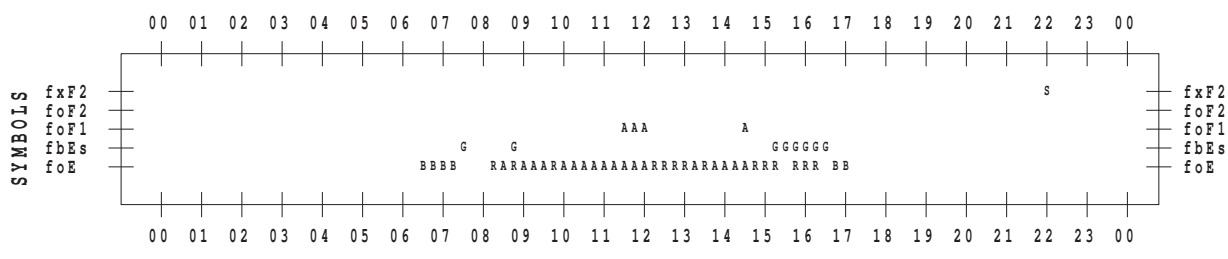 00 01 02 03 04 05 06 07 08 09 10 11 12 13 14 15 16 17 18 19 20 21 22 23 00
SYMBOLS
fxF2 S fxF2
foF2 foF2
foF1 AAA A foF1
fbEs G G GGGGGG fbEs
foE BBBB RARAAARAAAAAAAAARRRRARAAAARRR RRR BB foE
00 01 02 03 04 05 06 07 08 09 10 11 12 13 14 15 16 17 18 19 20 21 22 23 00